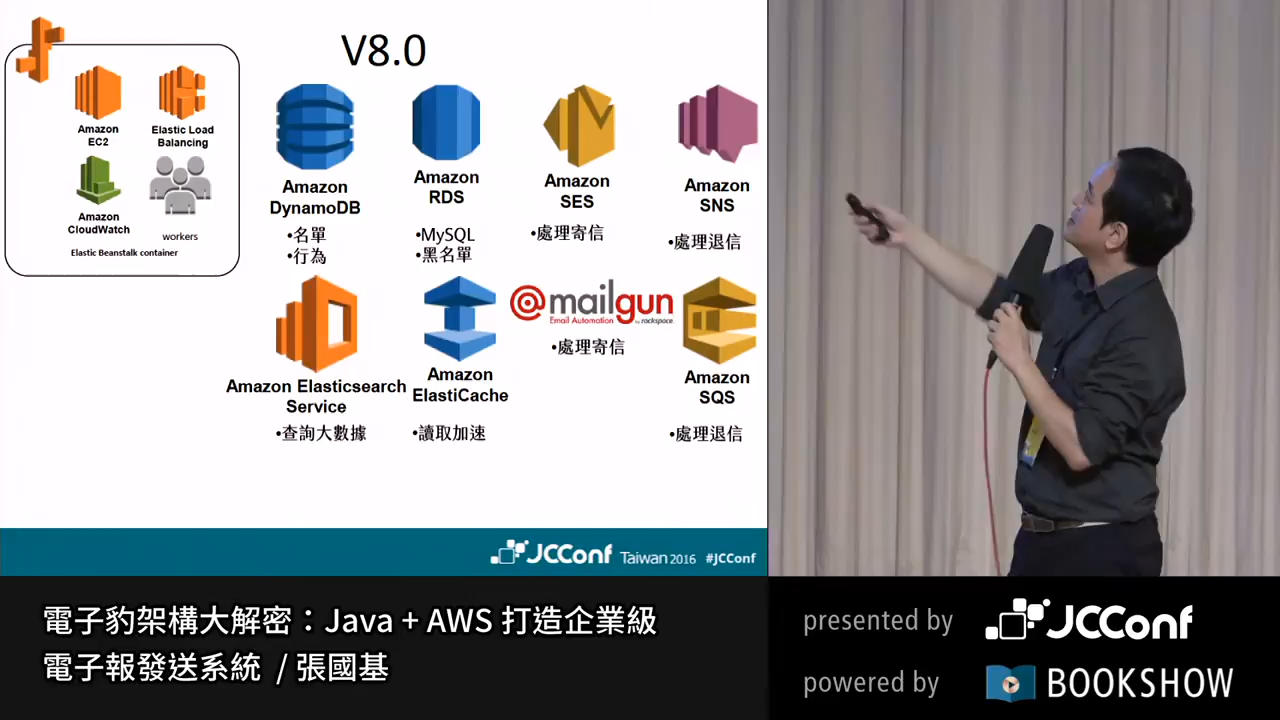 V8.0
Amazon
EC2
Elastic Load
Balancing
Amazon
CloudWatch
workers
Elastic Beanstalk container
Amazon
DynamoDB
•名單
•行為
Amazon
RDS
•MySQL
•黑名單
Amazon
SES
•處理寄信
Amazon
SNS
•處理退信
Amazon Elasticsearch
Service
•查詢大數據
Amazon
ElastiCache
•讀取加速
@mailgun
Email Automation by rackspace.
•處理寄信
Amazon
SQS
•處理退信
JCConf Taiwan 2016 #JCConf
電子豹架構大解密：Java + AWS 打造企業級
電子報發送系統 / 張國基
presented by JCConf
powered by BOOKSHOW